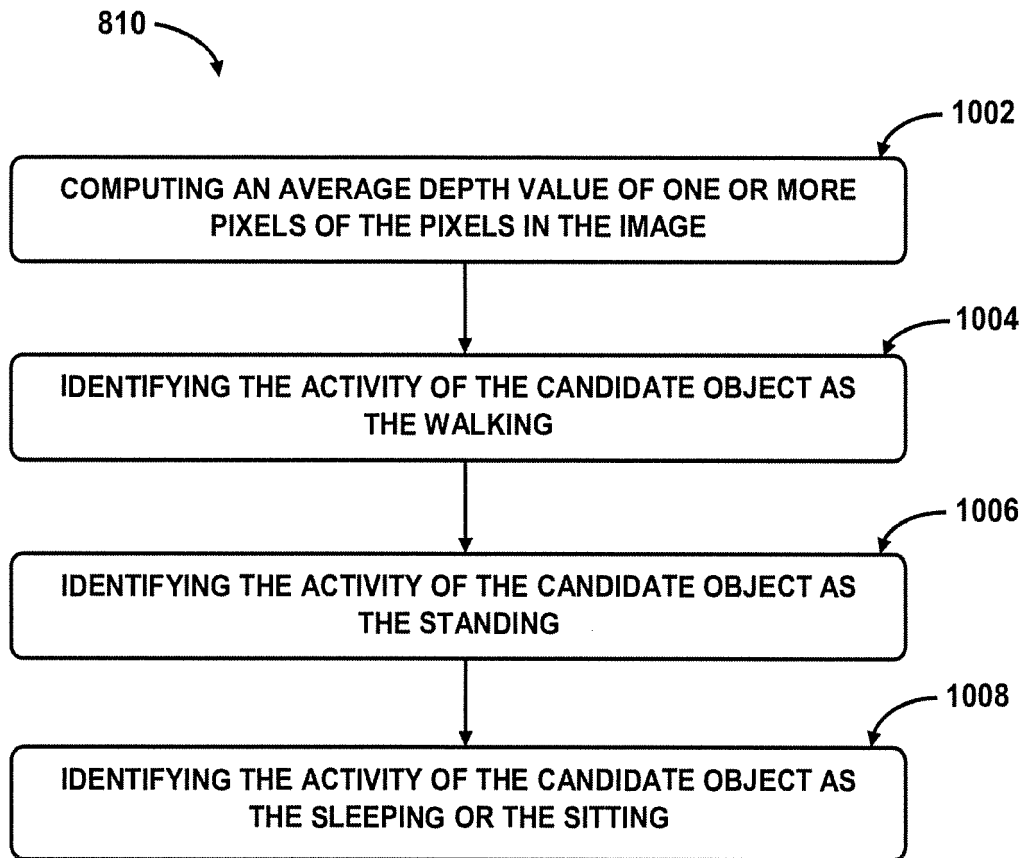 810
1002
COMPUTING AN AVERAGE DEPTH VALUE OF ONE OR MORE
PIXELS OF THE PIXELS IN THE IMAGE
1004
IDENTIFYING THE ACTIVITY OF THE CANDIDATE OBJECT AS
THE WALKING
1006
IDENTIFYING THE ACTIVITY OF THE CANDIDATE OBJECT AS
THE STANDING
1008
IDENTIFYING THE ACTIVITY OF THE CANDIDATE OBJECT AS
THE SLEEPING OR THE SITTING